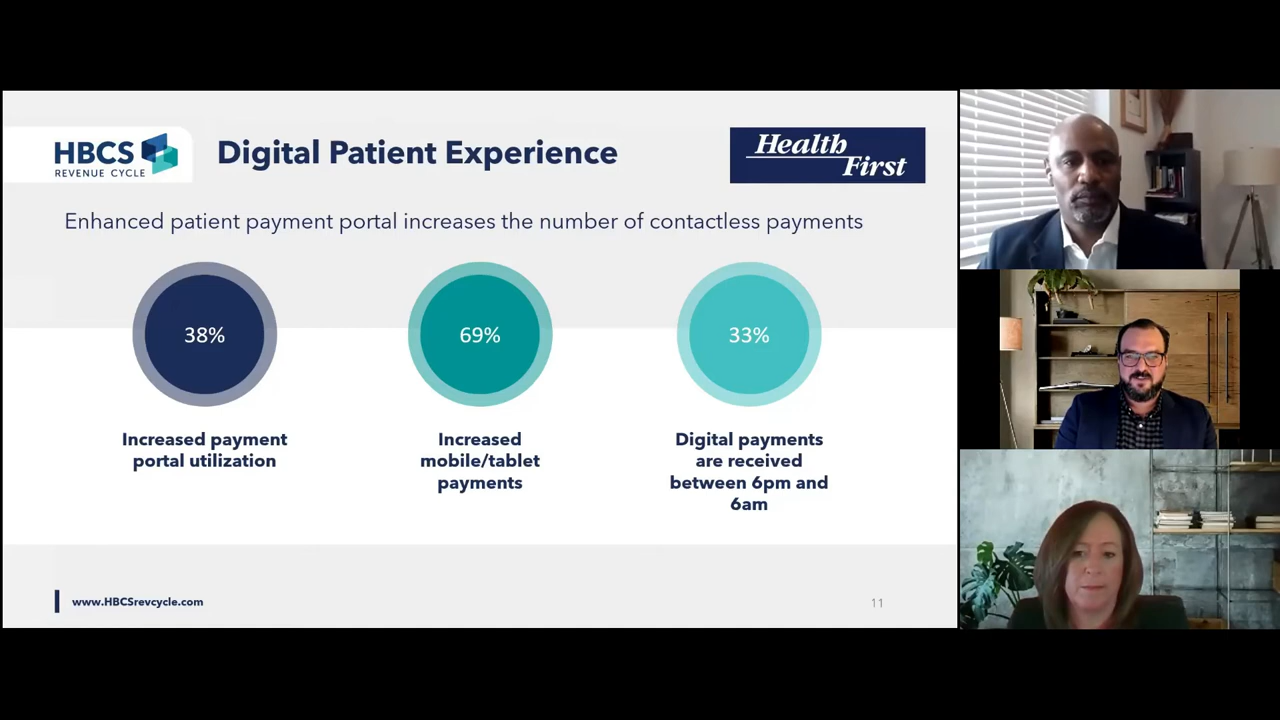 HBCS
REVENUE CYCLE
Digital Patient Experience
Health
First
Enhanced patient payment portal increases the number of contactless payments
38%
69%
33%
Increased payment
portal utilization
Increased
mobile/tablet
payments
Digital payments
are received
between 6pm and
6am
www.HBCSrevcycle.com
11